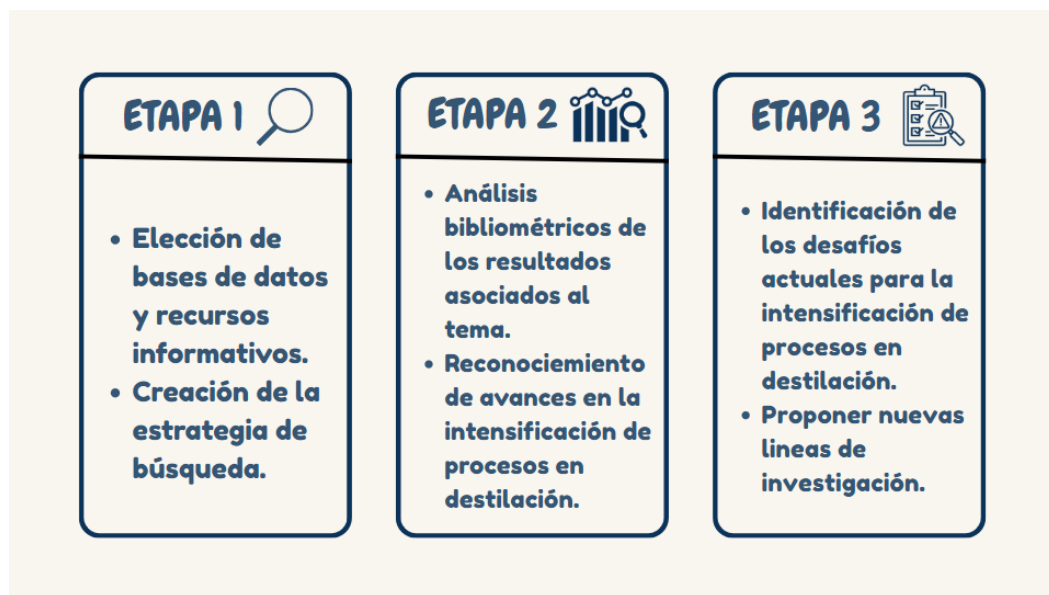 ETAPA 1
• Elección de
bases de datos
y recursos
informativos.
• Creación de la
estrategia de
búsqueda.
ETAPA 2
• Análisis
bibliométricos de
los resultados
asociados al
tema.
• Reconociemiento
de avances en la
intensificación de
procesos en
destilación.
ETAPA 3
• Identificación de
los desafíos
actuales para la
intensificación de
procesos en
destilación.
• Proponer nuevas
lineas de
investigación.